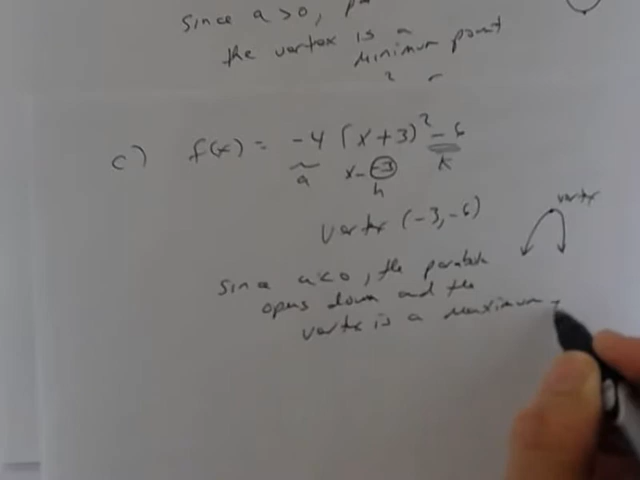 Since a > 0, p
the vertex is a
minimum point
c) f(x) = -4 (x+3)² - 6
a x - -3 k
h
vertex (-3, -6)
vertex
Since a < 0, the parabola
opens down and the
vertex is a maximum